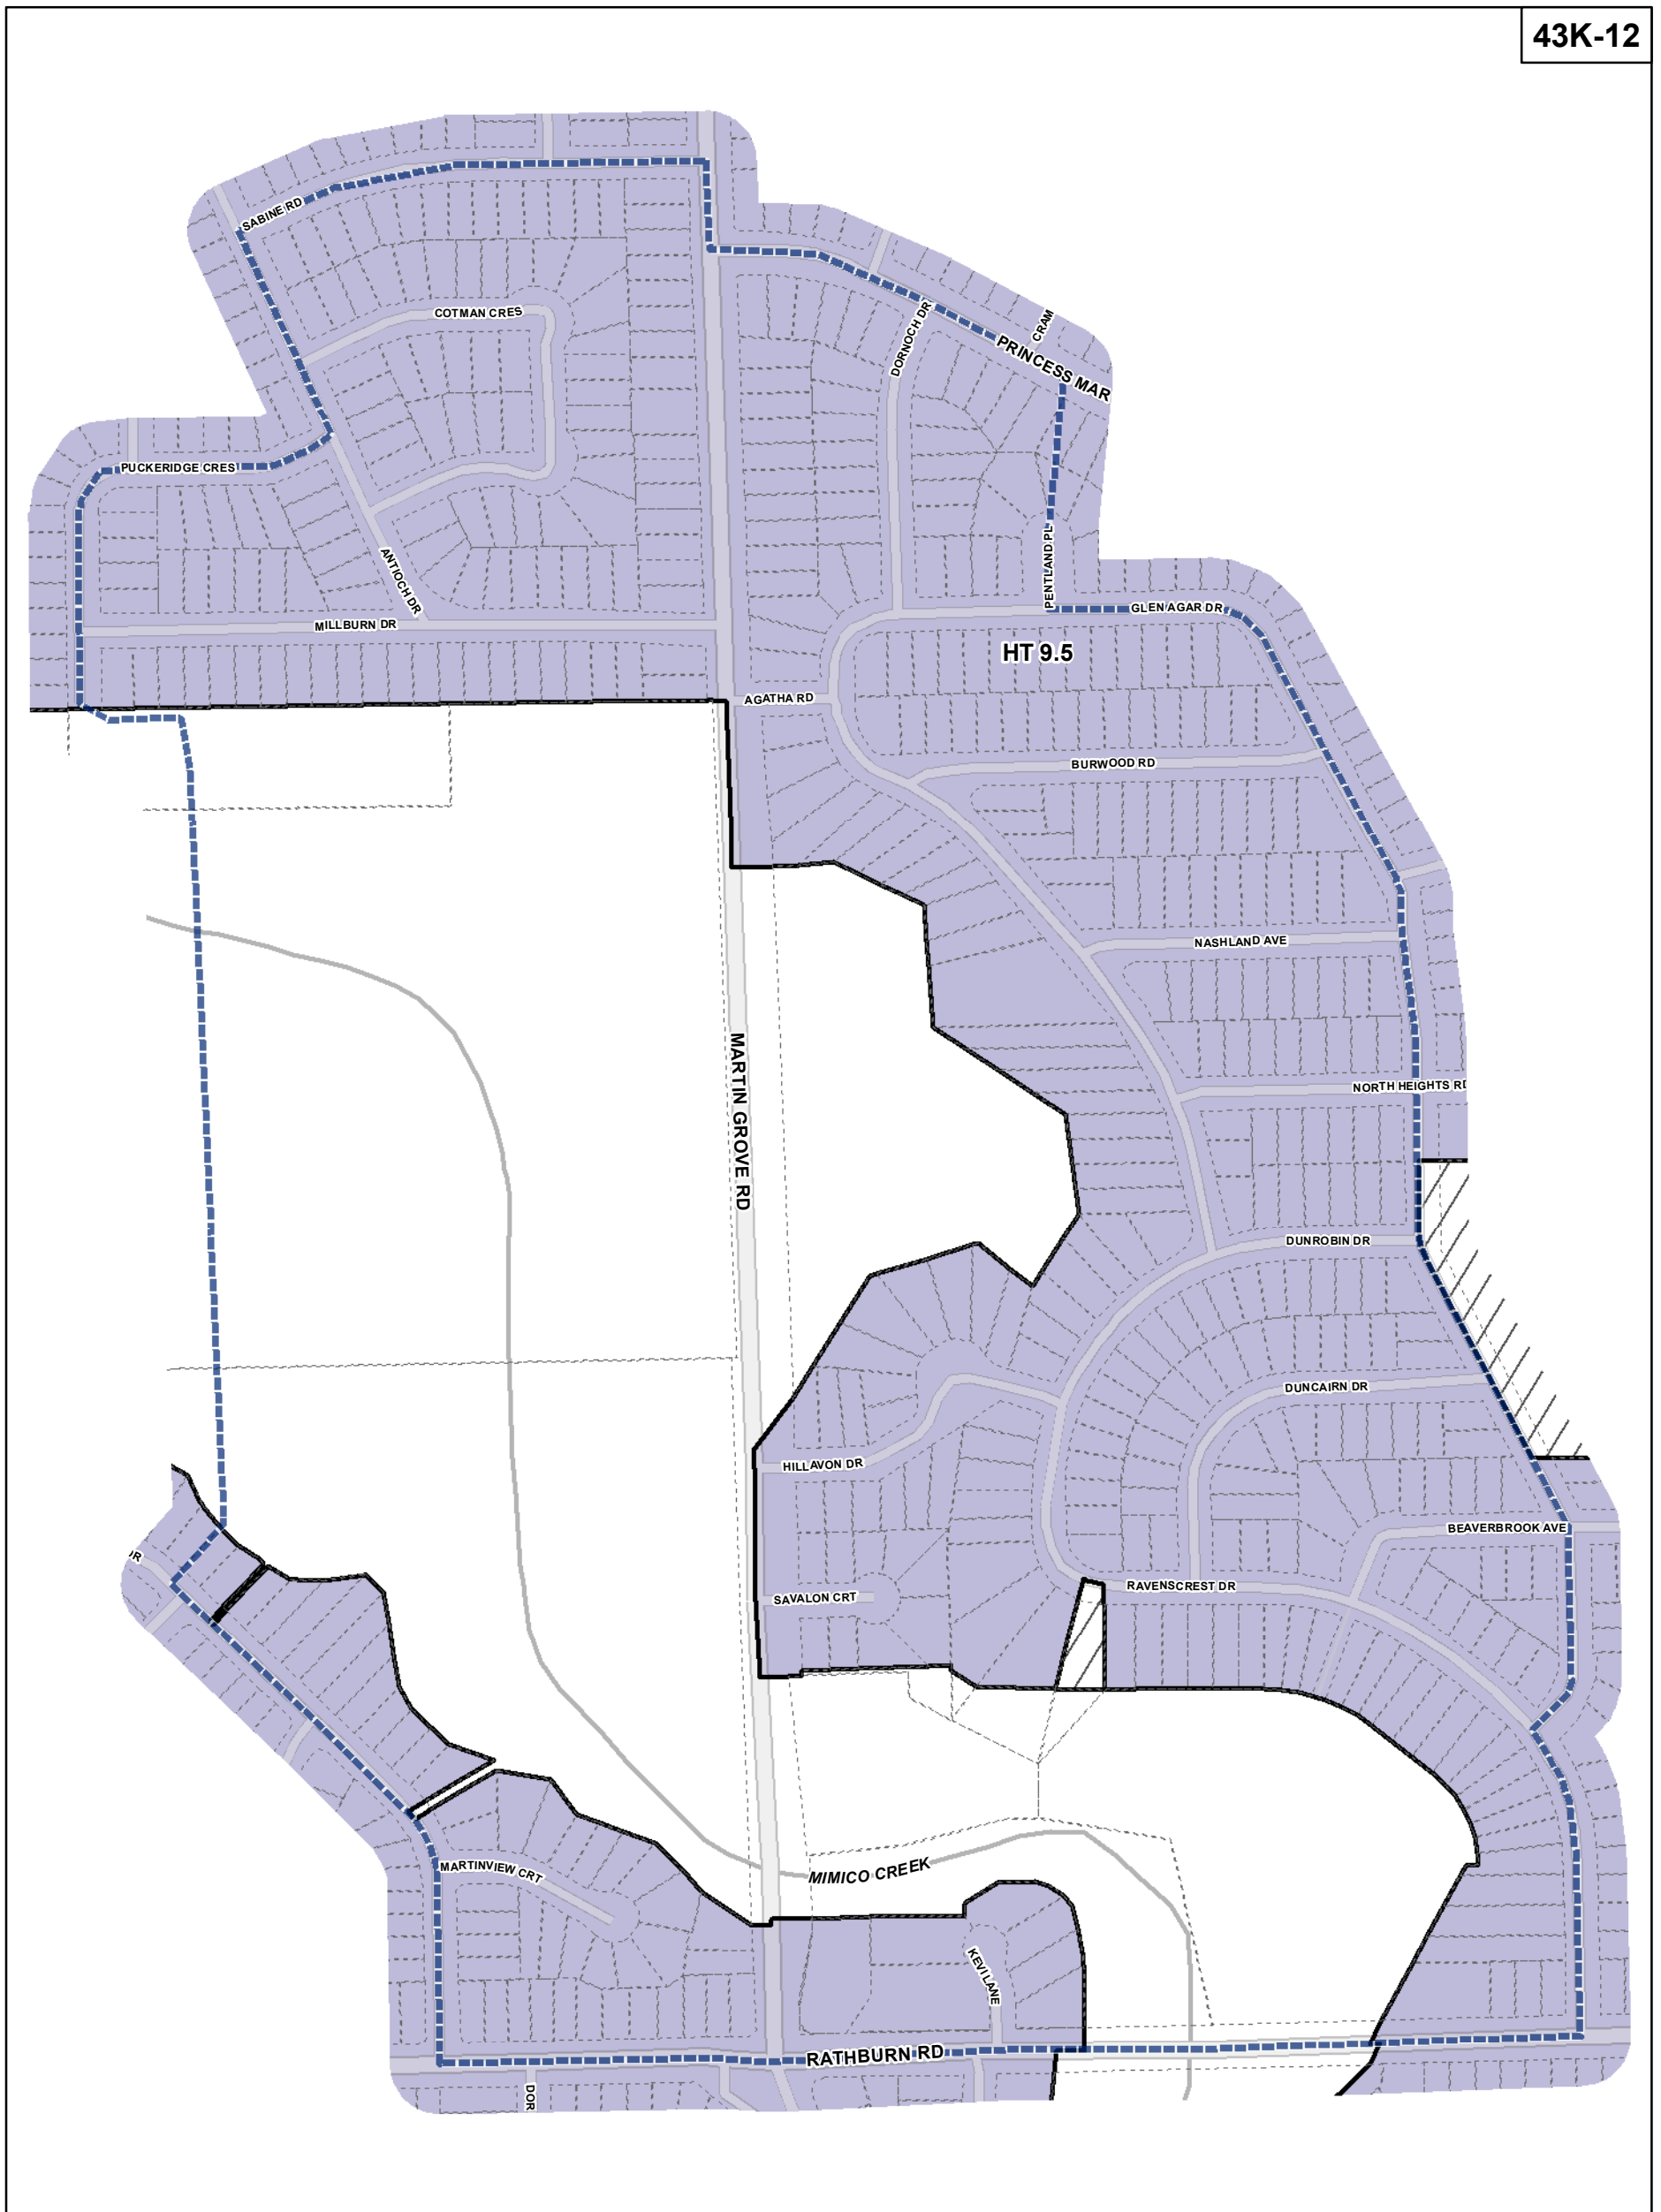 43K-12
SABINE RD
COTMAN CRES
CRAM
DORNOCH DR
PRINCESS MAR
PUCKERIDGE CRES
ANTIOCH DR
PENTLAND PL
GLEN AGAR DR
MILLBURN DR
HT 9.5
AGATHA RD
BURWOOD RD
NASHLAND AVE
MARTIN GROVE RD
NORTH HEIGHTS RD
DUNROBIN DR
DUNCAIRN DR
HILLAVON DR
BEAVERBROOK AVE
DR
RAVENSCREST DR
SAVALON CRT
MARTINVIEW CRT
MIMICO CREEK
KEVI LANE
RATHBURN RD
DOR